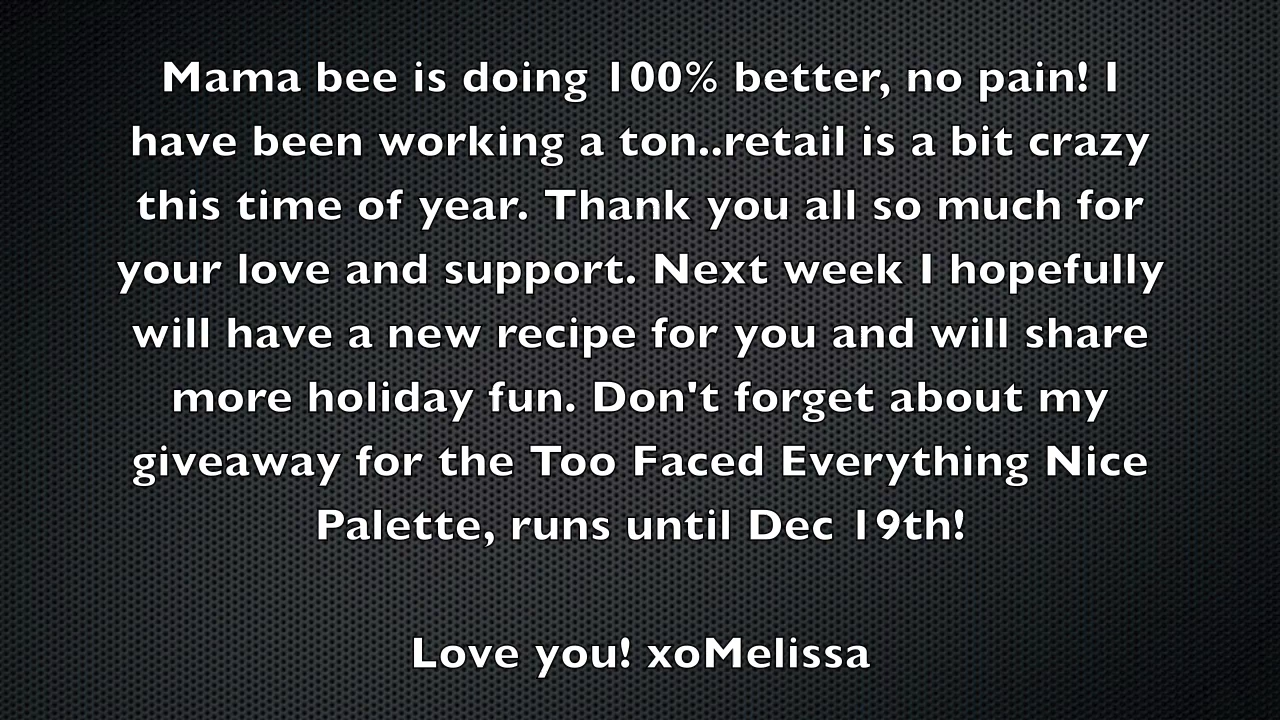 Mama bee is doing 100% better, no pain! I
have been working a ton..retail is a bit crazy
this time of year. Thank you all so much for
your love and support. Next week I hopefully
will have a new recipe for you and will share
more holiday fun. Don't forget about my
giveaway for the Too Faced Everything Nice
Palette, runs until Dec 19th!
Love you! xoMelissa